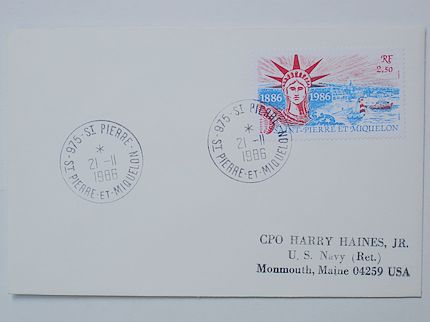 1886 1986
RF
2,50
ST-PIERRE ET MIQUELON
975-ST PIERRE
*
21-11
1986
ST-PIERRE-ET-MIQUELON
975-ST PIERRE
*
21-11
1986
ST-PIERRE-ET-MIQUELON
CPO HARRY HAINES, JR.
U. S. Navy (Ret.)
Monmouth, Maine 04259 USA